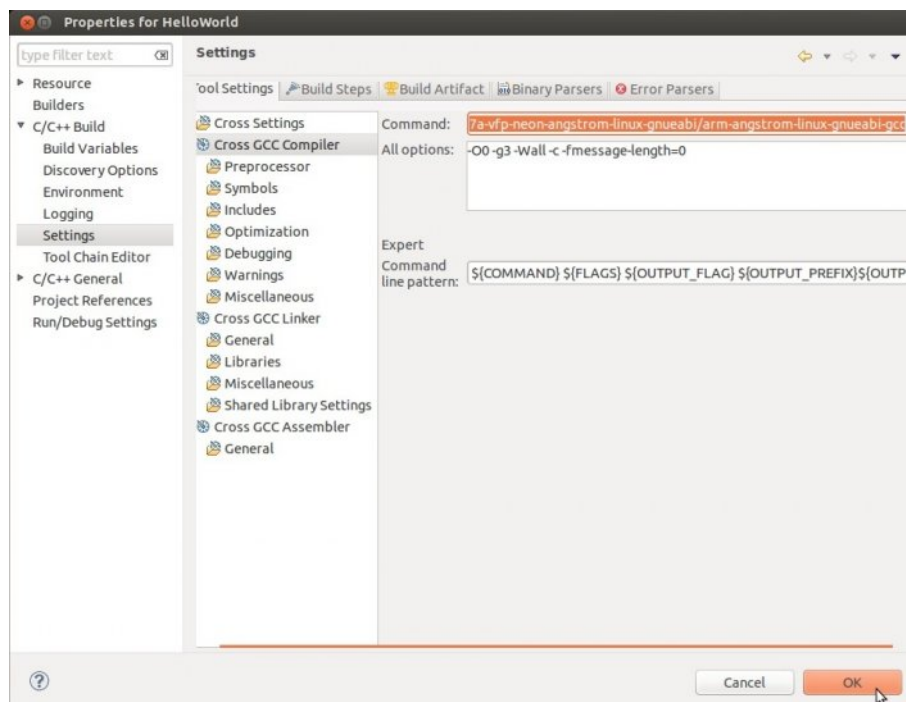 Properties for HelloWorld
type filter text
Resource
Builders
C/C++ Build
Build Variables
Discovery Options
Environment
Logging
Settings
Tool Chain Editor
C/C++ General
Project References
Run/Debug Settings
Settings
ool Settings Build Steps Build Artifact Binary Parsers Error Parsers
Cross Settings
Cross GCC Compiler
Preprocessor
Symbols
Includes
Optimization
Debugging
Warnings
Miscellaneous
Cross GCC Linker
General
Libraries
Miscellaneous
Shared Library Settings
Cross GCC Assembler
General
Command: 7a-vfp-neon-angstrom-linux-gnueabi/arm-angstrom-linux-gnueabi-gcc
All options: -O0 -g3 -Wall -c -fmessage-length=0
Expert
Command
line pattern: ${COMMAND} ${FLAGS} ${OUTPUT_FLAG} ${OUTPUT_PREFIX}${OUTP
?
Cancel OK